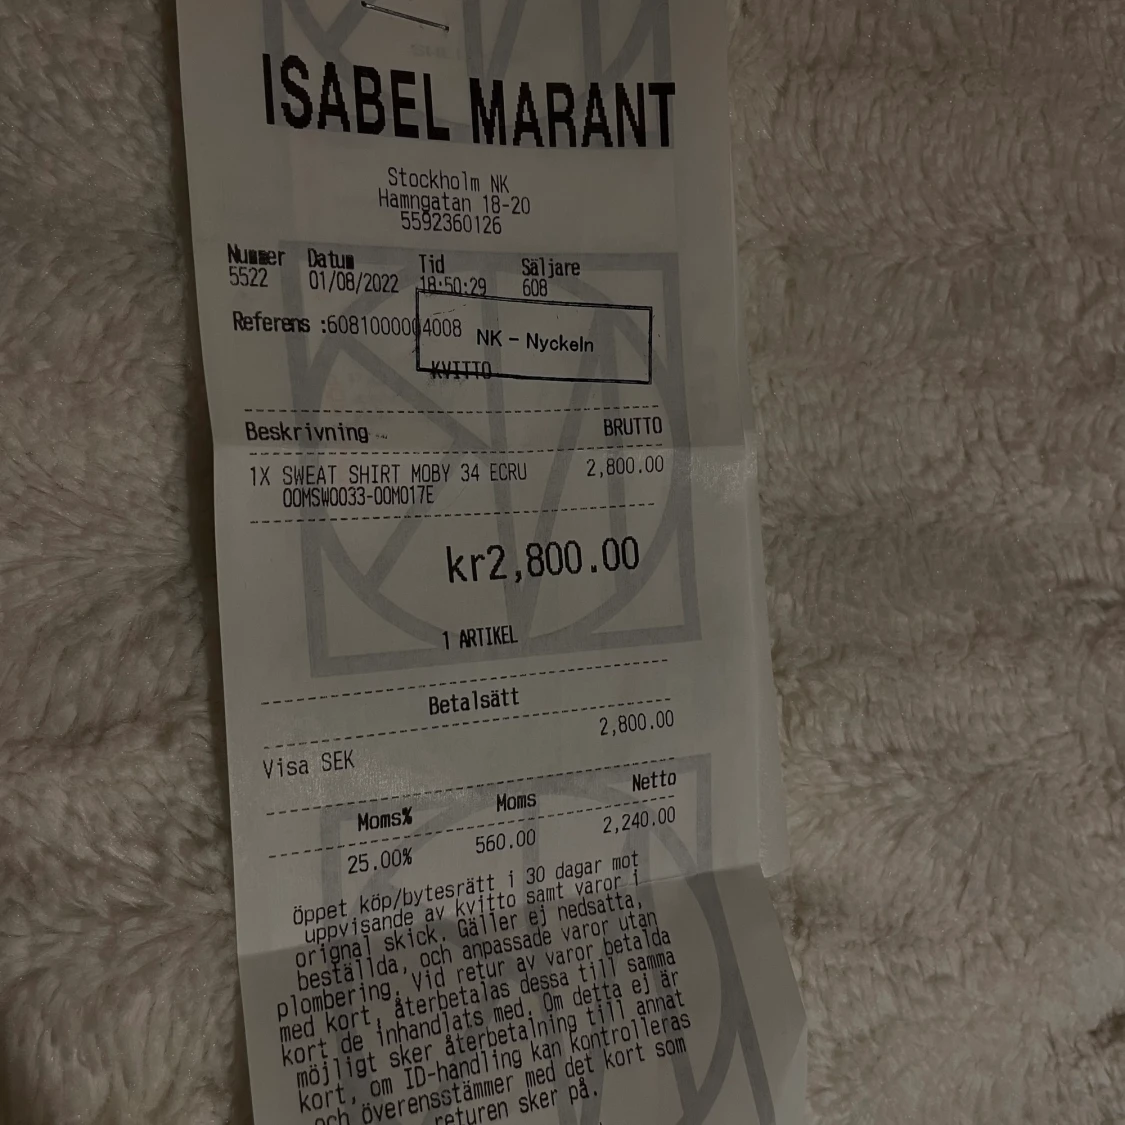 ISABEL MARANT
Stockholm NK
Hamngatan 18-20
5592360126
Nummer Datum Tid Säljare
5522 01/08/2022 18:50:29 608
Referens :6081000004008
NK - Nyckeln
KVITTO
Beskrivning BRUTTO
1X SWEAT SHIRT MOBY 34 ECRU 2,800.00
00MSW0033-00M017E
kr2,800.00
1 ARTIKEL
Betalsätt
Visa SEK 2,800.00
Moms% Moms Netto
25.00% 560.00 2,240.00
öppet köp/bytesrätt i 30 dagar mot
uppvisande av kvitto samt varor i
orignal skick. Gäller ej nedsatta,
beställda, och anpassade varor utan
plombering. Vid retur av varor betalda
med kort, återbetalas dessa till samma
kort de inhandlats med. Om detta ej är
möjligt sker återbetalning till annat
kort, om ID-handling kan kontrolleras
och överensstämmer med det kort som
returen sker på.